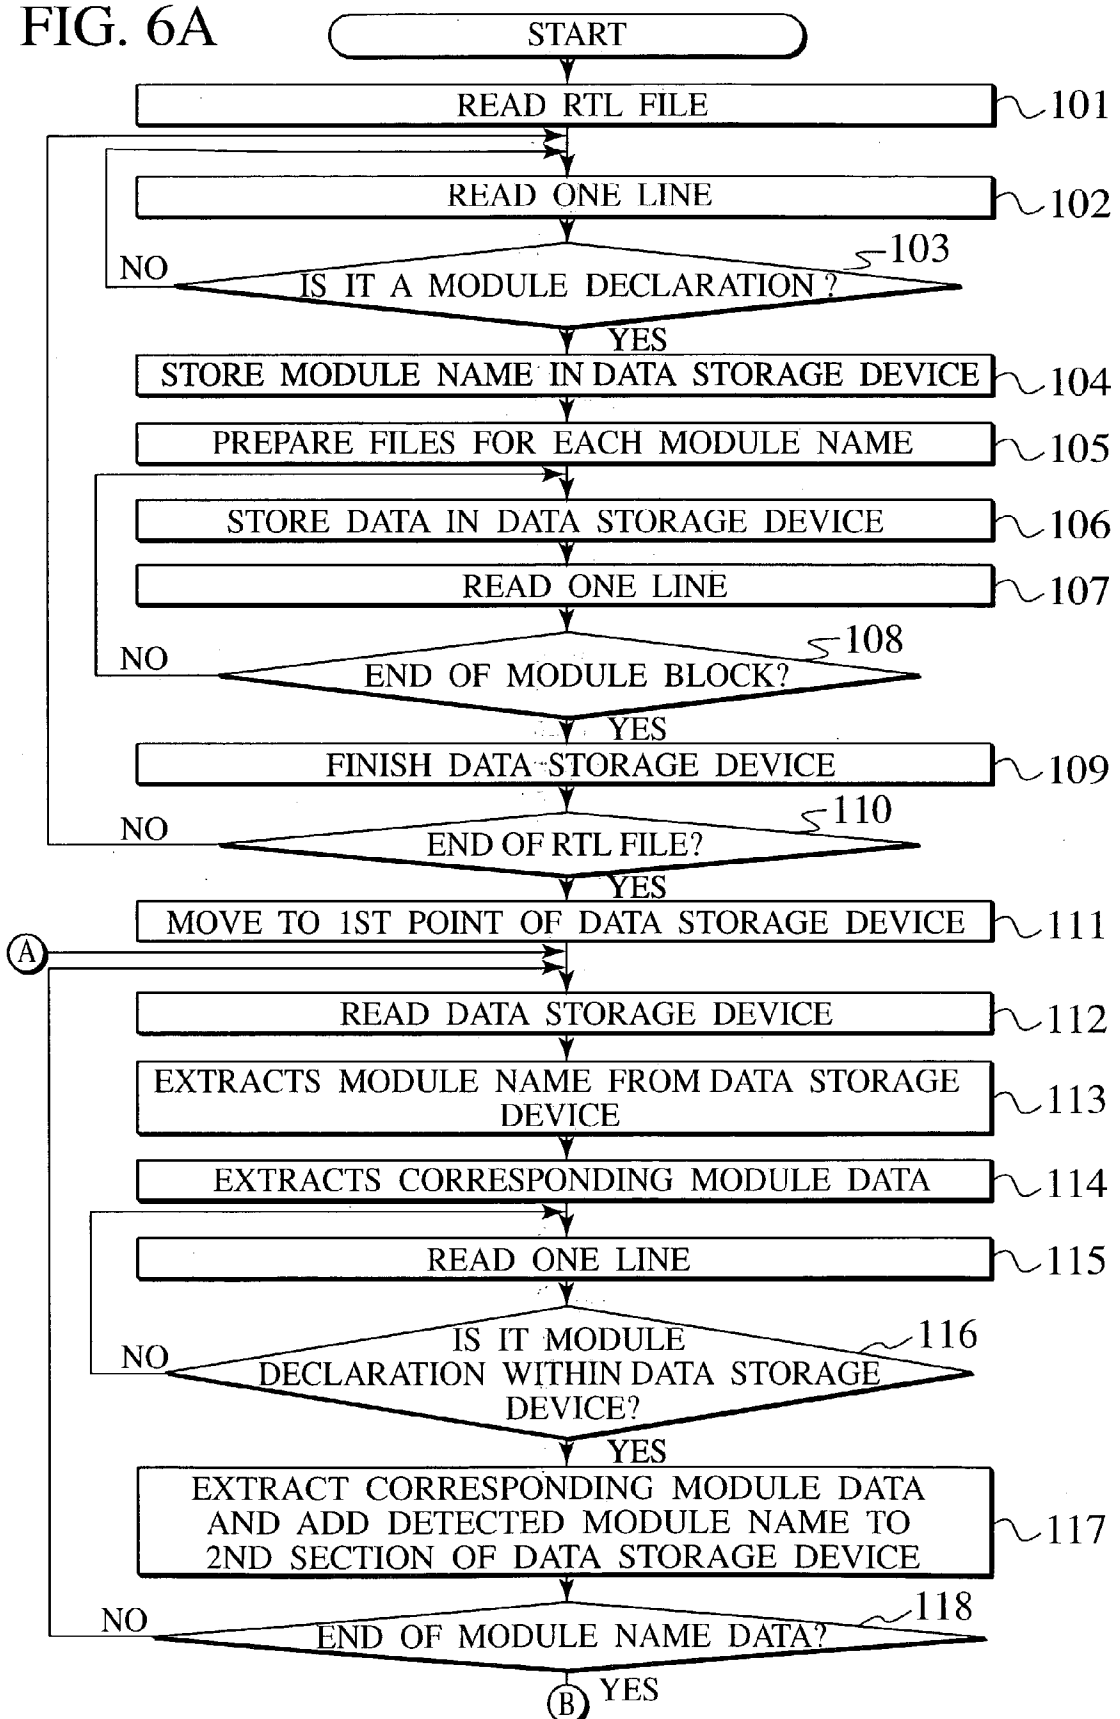 FIG. 6A
START
READ RTL FILE
101
READ ONE LINE
102
103
NO
IS IT A MODULE DECLARATION ?
YES
STORE MODULE NAME IN DATA STORAGE DEVICE
104
PREPARE FILES FOR EACH MODULE NAME
105
STORE DATA IN DATA STORAGE DEVICE
106
READ ONE LINE
107
108
NO
END OF MODULE BLOCK?
YES
FINISH DATA STORAGE DEVICE
109
110
NO
END OF RTL FILE?
YES
MOVE TO 1ST POINT OF DATA STORAGE DEVICE
111
A
READ DATA STORAGE DEVICE
112
EXTRACTS MODULE NAME FROM DATA STORAGE
DEVICE
113
EXTRACTS CORRESPONDING MODULE DATA
114
READ ONE LINE
115
116
NO
IS IT MODULE
DECLARATION WITHIN DATA STORAGE
DEVICE?
YES
EXTRACT CORRESPONDING MODULE DATA
AND ADD DETECTED MODULE NAME TO
2ND SECTION OF DATA STORAGE DEVICE
117
118
NO
END OF MODULE NAME DATA?
YES
B